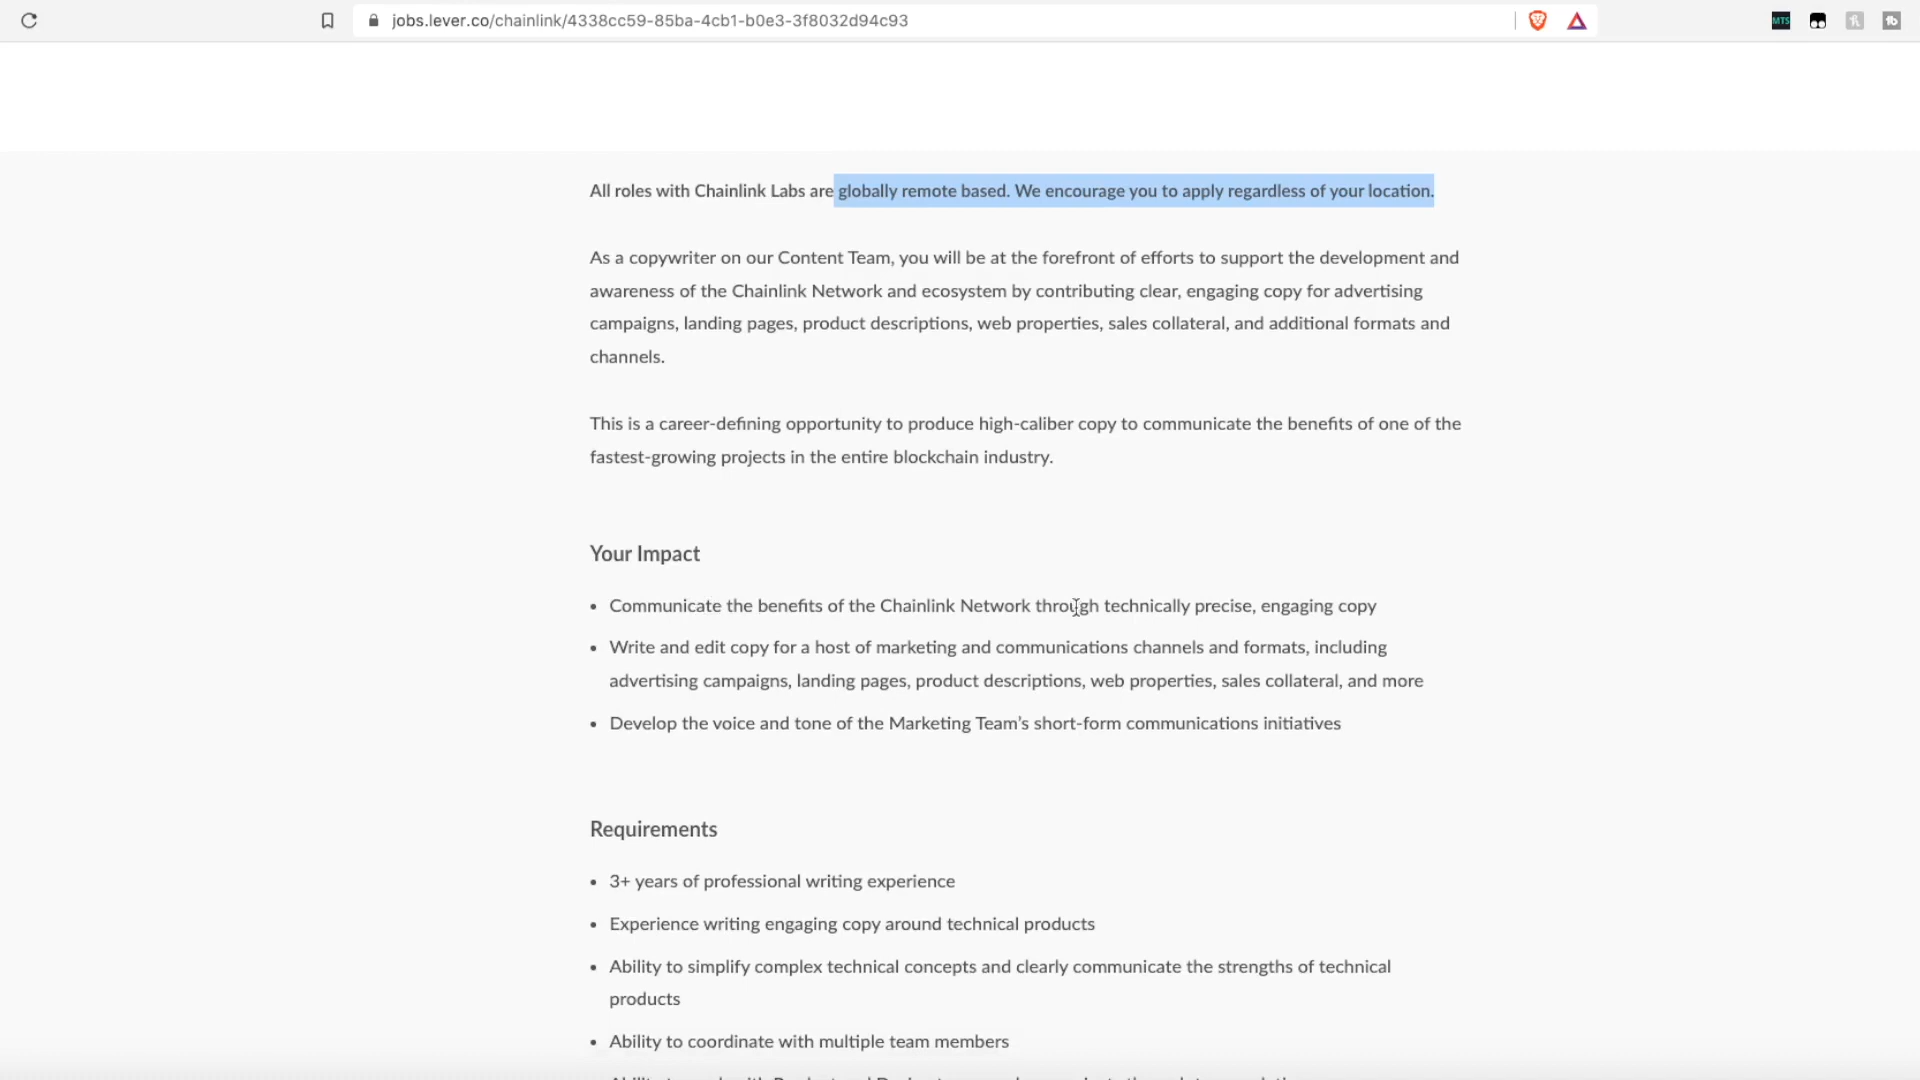 jobs.lever.co/chainlink/4338cc59-85ba-4cb1-b0e3-3f8032d94c93
MTS
All roles with Chainlink Labs are globally remote based. We encourage you to apply regardless of your location.
As a copywriter on our Content Team, you will be at the forefront of efforts to support the development and
awareness of the Chainlink Network and ecosystem by contributing clear, engaging copy for advertising
campaigns, landing pages, product descriptions, web properties, sales collateral, and additional formats and
channels.
This is a career-defining opportunity to produce high-caliber copy to communicate the benefits of one of the
fastest-growing projects in the entire blockchain industry.
Your Impact
• Communicate the benefits of the Chainlink Network through technically precise, engaging copy
• Write and edit copy for a host of marketing and communications channels and formats, including
advertising campaigns, landing pages, product descriptions, web properties, sales collateral, and more
• Develop the voice and tone of the Marketing Team’s short-form communications initiatives
Requirements
• 3+ years of professional writing experience
• Experience writing engaging copy around technical products
• Ability to simplify complex technical concepts and clearly communicate the strengths of technical
products
• Ability to coordinate with multiple team members